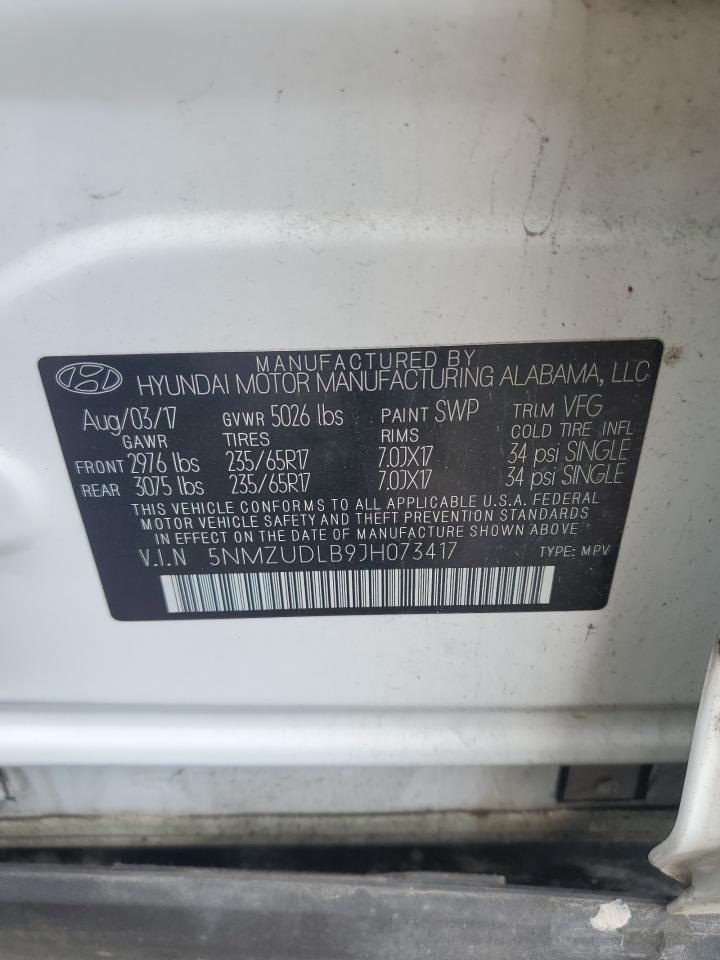 MANUFACTURED BY
HYUNDAI MOTOR MANUFACTURING ALABAMA, LLC
Aug/03/17 GVWR 5026 lbs PAINT SWP TRIM VFG
GAWR TIRES RIMS COLD TIRE INFL
FRONT 2976 lbs 235/65R17 7.0JX17 34 psi SINGLE
REAR 3075 lbs 235/65R17 7.0JX17 34 psi SINGLE
THIS VEHICLE CONFORMS TO ALL APPLICABLE U.S.A. FEDERAL
MOTOR VEHICLE SAFETY AND THEFT PREVENTION STANDARDS
IN EFFECT ON THE DATE OF MANUFACTURE SHOWN ABOVE
V.I.N 5NMZUDLB9JH073417 TYPE: MPV